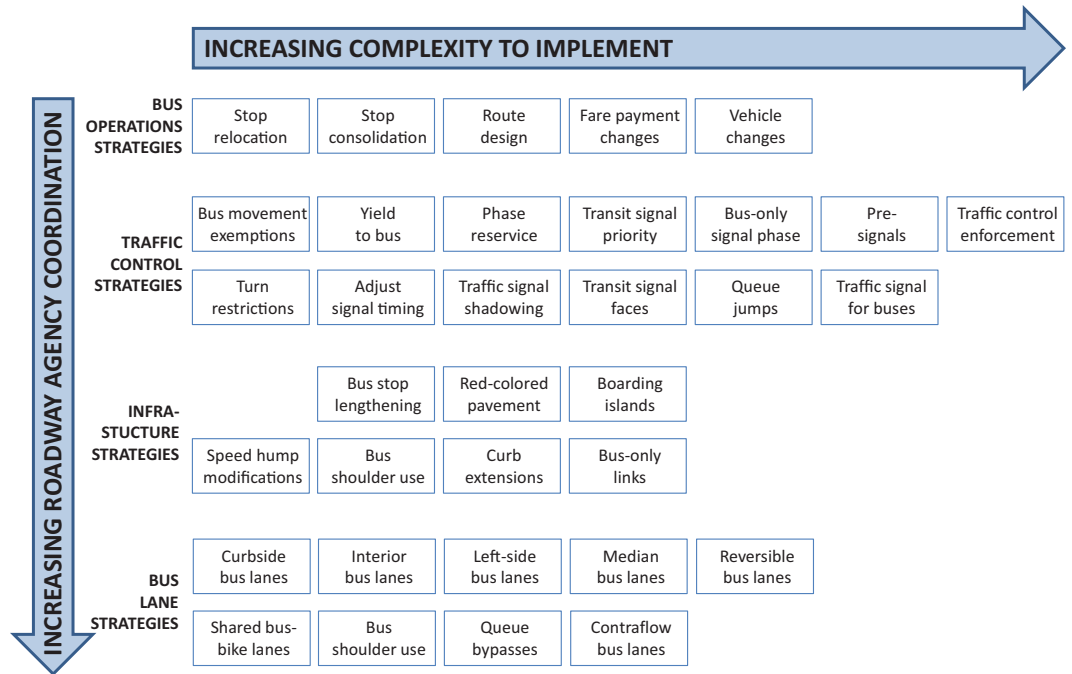 INCREASING COMPLEXITY TO IMPLEMENT
INCREASING ROADWAY AGENCY COORDINATION
BUS
OPERATIONS
STRATEGIES
Stop
relocation
Stop
consolidation
Route
design
Fare payment
changes
Vehicle
changes
TRAFFIC
CONTROL
STRATEGIES
Bus movement
exemptions
Yield
to bus
Phase
reservice
Transit signal
priority
Bus-only
signal phase
Pre-
signals
Traffic control
enforcement
Turn
restrictions
Adjust
signal timing
Traffic signal
shadowing
Transit signal
faces
Queue
jumps
Traffic signal
for buses
INFRA-
STUCTURE
STRATEGIES
Bus stop
lengthening
Red-colored
pavement
Boarding
islands
Speed hump
modifications
Bus
shoulder use
Curb
extensions
Bus-only
links
BUS
LANE
STRATEGIES
Curbside
bus lanes
Interior
bus lanes
Left-side
bus lanes
Median
bus lanes
Reversible
bus lanes
Shared bus-
bike lanes
Bus
shoulder use
Queue
bypasses
Contraflow
bus lanes